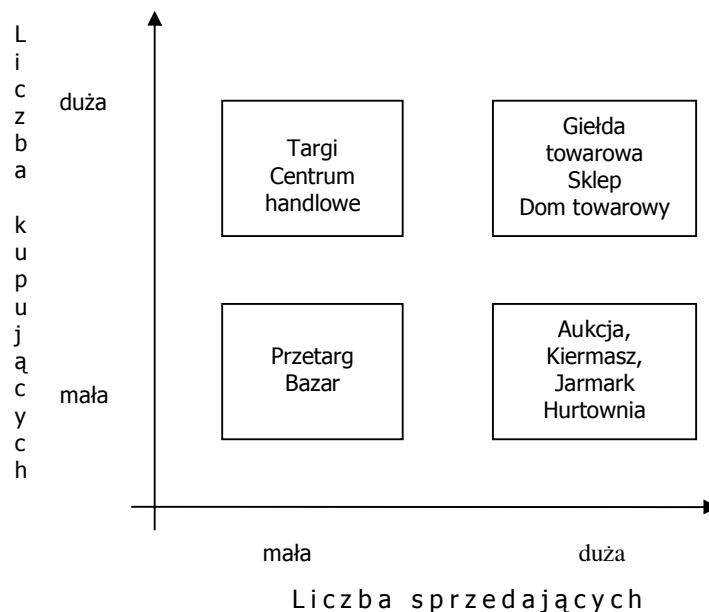 Liczba kupujących
duża
Targi
Centrum
handlowe
Giełda
towarowa
Sklep
Dom towarowy
mała
Przetarg
Bazar
Aukcja,
Kiermasz,
Jarmark
Hurtownia
mała
duża
Liczba sprzedających